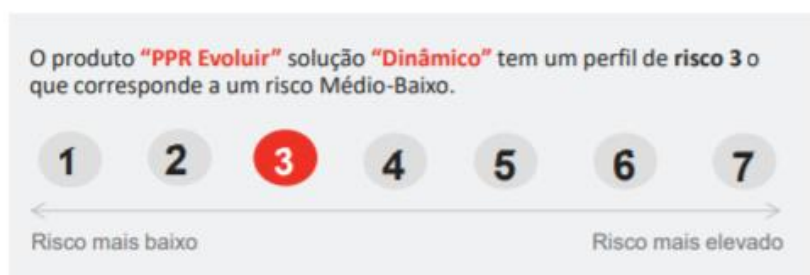 O produto “PPR Evoluir” solução “Dinâmico” tem um perfil de risco 3 o
que corresponde a um risco Médio-Baixo.
1 2 3 4 5 6 7
Risco mais baixo Risco mais elevado